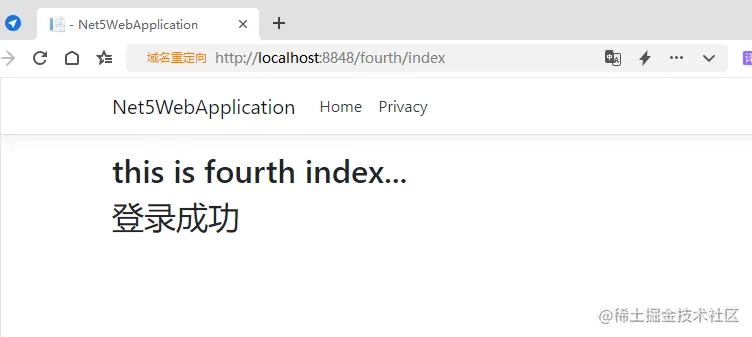 - Net5WebApplication
域名重定向 http://localhost:8848/fourth/index
Net5WebApplication Home Privacy
this is fourth index...
登录成功
@稀土掘金技术社区